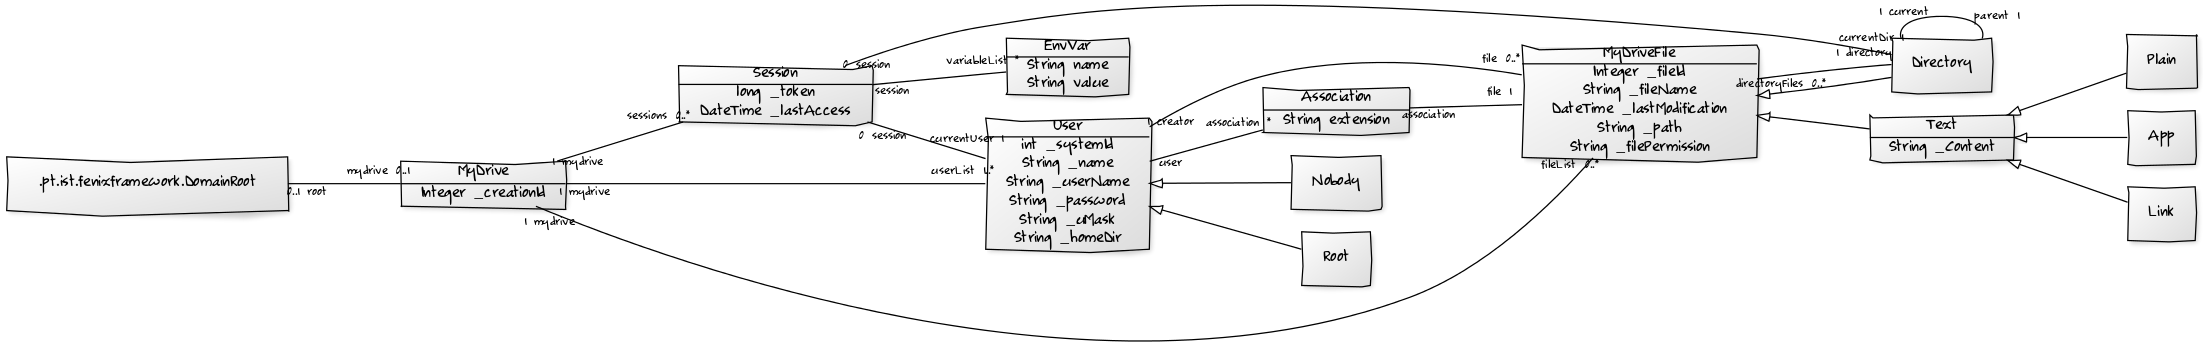 .pt.ist.fenixframework.DomainRoot
0..1 root
mydrive 0..1
MyDrive
Integer _creationId
1 mydrive
1 mydrive
1 mydrive
sessions 0..*
Session
long _token
DateTime _lastAccess
0 session
session
0 session
variableList *
EnvVar
String name
String value
currentUser 1
userList 1..*
User
int _systemId
String _name
String _userName
String _password
String _uMask
String _homeDir
1 creator
user
association *
Association
String extension
association
Nobody
Root
file 0..*
file 1
MyDriveFile
Integer _fileId
String _fileName
DateTime _lastModification
String _path
String _filePermission
fileList 0..*
directoryFiles 0..*
1 current
parent 1
currentDir 1
1 directory
Directory
Text
String _Content
Plain
App
Link